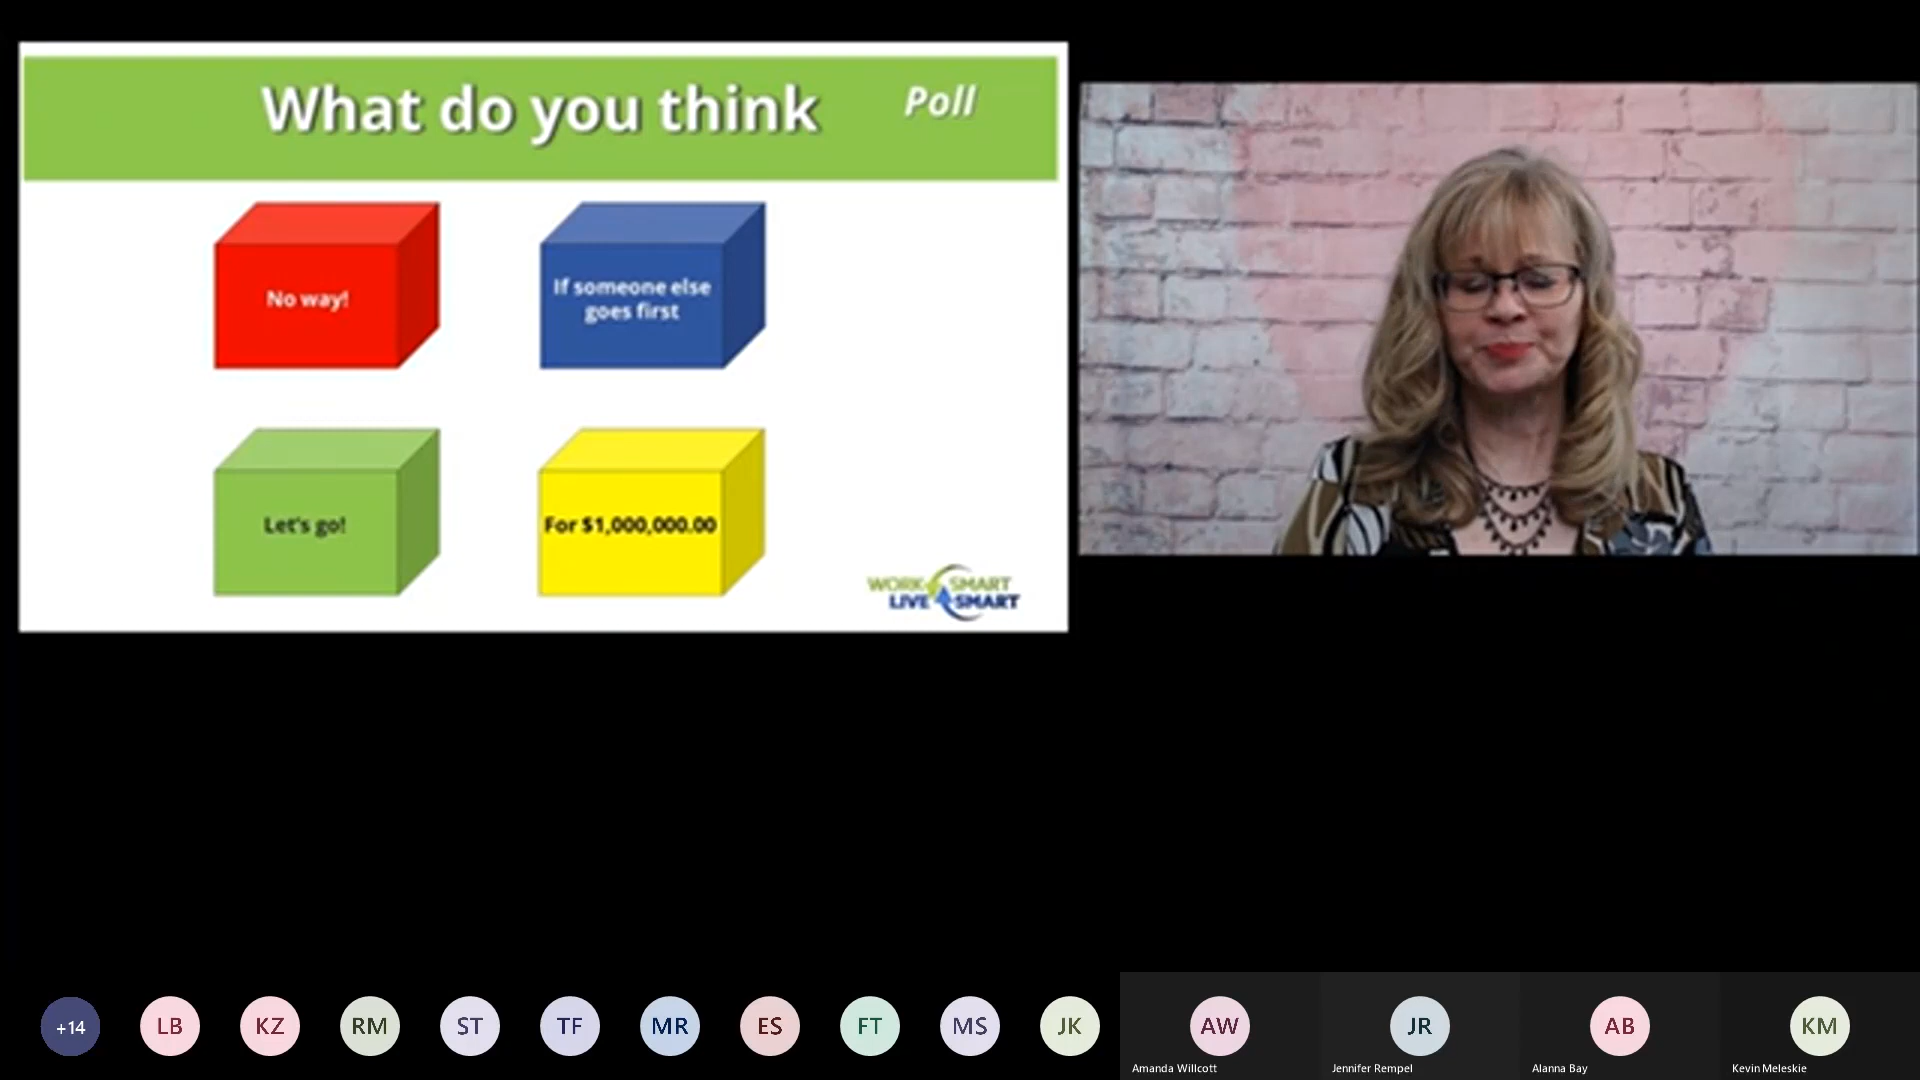 What do you think
Poll
No way!
If someone else
goes first
Let's go!
For $1,000,000.00
WORK SMART
LIVE SMART
+14
LB
KZ
RM
ST
TF
MR
ES
FT
MS
JK
AW
JR
AB
KM
Amanda Willcott
Jennifer Rempel
Alanna Bay
Kevin Meleskie